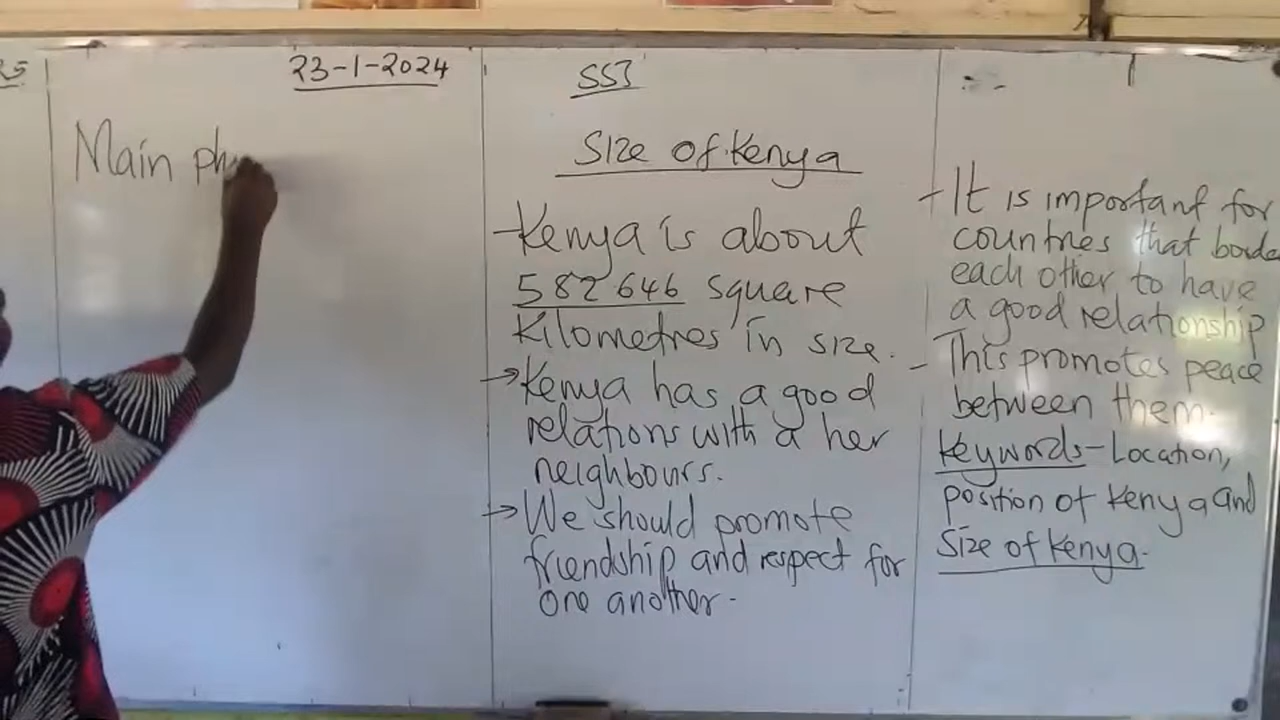 23-1-2024
Main ph
SST
Size of Kenya
-Kenya is about
582 646 square
Kilometres in size.
→Kenya has a good
relations with a her
neighbours.
→We should promote
friendship and respect for
one another-
-It is important for
countries that borde
each other to have
a good relationship
- This promotes peace
between them.
Keywords-Location,
position of Kenya and
Size of Kenya-